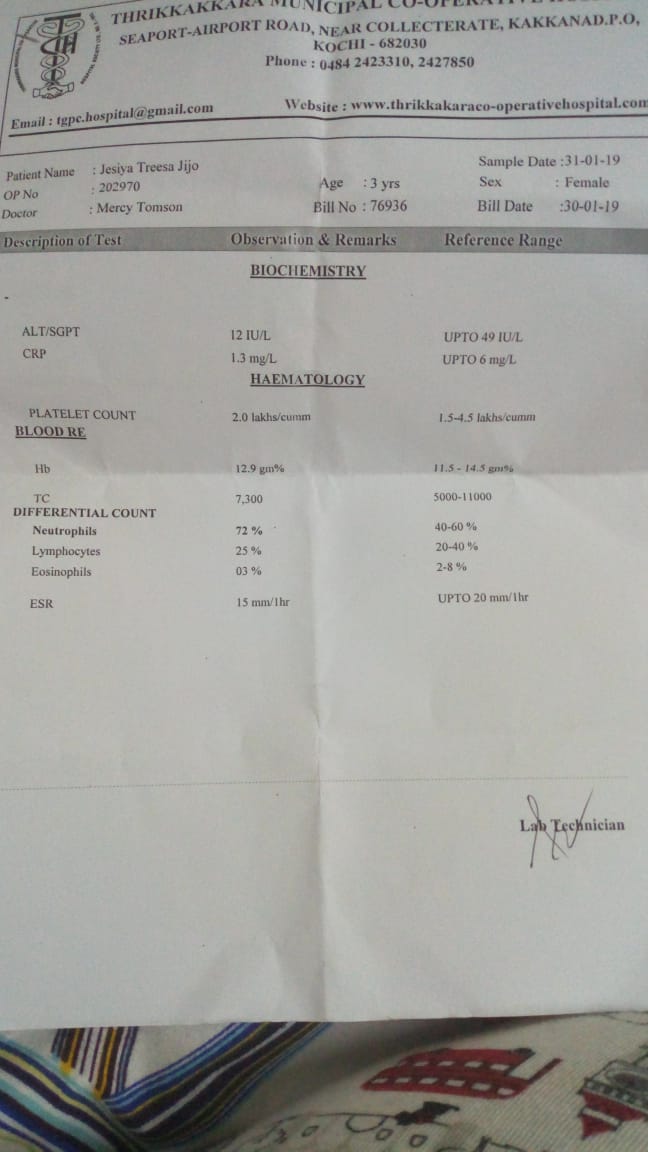 THRIKKAKKARA MUNICIPAL CO-OPERATIVE
SEAPORT-AIRPORT ROAD, NEAR COLLECTERATE, KAKKANAD.P.O,
KOCHI - 682030
Phone : 0484 2423310, 2427850
Email : tgpc.hospital@gmail.com Website : www.thrikkakaraco-operativehospital.com
Patient Name : Jesiya Treesa Jijo Sample Date :31-01-19
OP No : 202970 Age : 3 yrs Sex : Female
Doctor : Mercy Tomson Bill No : 76936 Bill Date :30-01-19
Description of Test Observation & Remarks Reference Range
BIOCHEMISTRY
-
ALT/SGPT 12 IU/L UPTO 49 IU/L
CRP 1.3 mg/L UPTO 6 mg/L
HAEMATOLOGY
PLATELET COUNT 2.0 lakhs/cumm 1.5-4.5 lakhs/cumm
BLOOD RE
Hb 12.9 gm% 11.5 - 14.5 gm%
TC 7,300 5000-11000
DIFFERENTIAL COUNT
Neutrophils 72 % 40-60 %
Lymphocytes 25 % 20-40 %
Eosinophils 03 % 2-8 %
ESR 15 mm/1hr UPTO 20 mm/1hr
Lab Technician